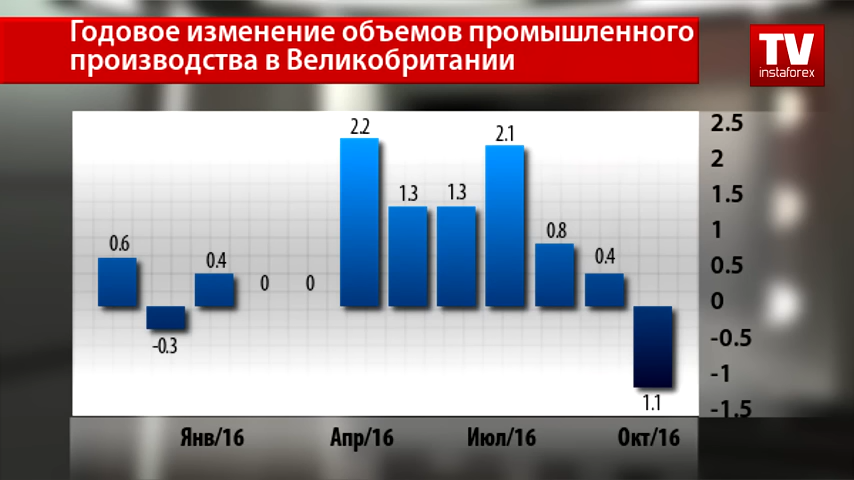 Годовое изменение объемов промышленного
производства в Великобритании
TV
instaforex
2.5
2
1.5
1
0.5
0
-0.5
-1
-1.5
0.6
-0.3
0.4
0
0
2.2
1.3
1.3
2.1
0.8
0.4
1.1
Янв/16
Апр/16
Июл/16
Окт/16